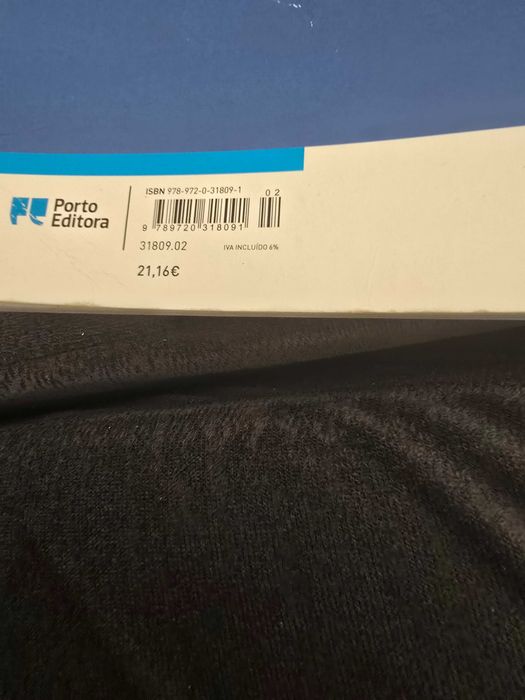 Porto
Editora
ISBN 978-972-0-31809-1
02
9 789720 318091
31809.02
IVA INCLUÍDO 6%
21,16€